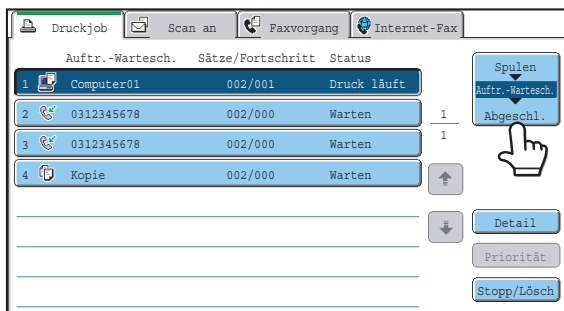 Druckjob Scan an Faxvorgang Internet-Fax
Auftr.-Wartesch. Sätze/Fortschritt Status
1 Computer01 002/001 Druck läuft
2 0312345678 002/000 Warten
3 0312345678 002/000 Warten
4 Kopie 002/000 Warten
1
1
Spulen
Auftr.-Wartesch.
Abgeschl.
Detail
Priorität
Stopp/Lösch